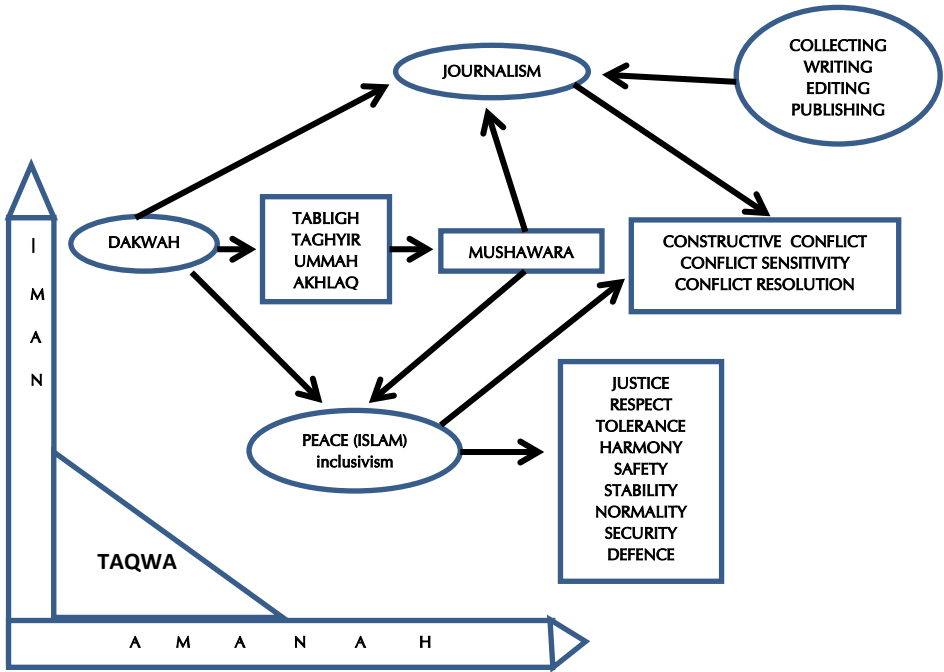 COLLECTING
WRITING
EDITING
PUBLISHING
JOURNALISM
I
M
A
N
DAKWAH
TABLIGH
TAGHYIR
UMMAH
AKHLAQ
MUSHAWARA
CONSTRUCTIVE CONFLICT
CONFLICT SENSITIVITY
CONFLICT RESOLUTION
PEACE (ISLAM)
inclusivism
JUSTICE
RESPECT
TOLERANCE
HARMONY
SAFETY
STABILITY
NORMALITY
SECURITY
DEFENCE
TAQWA
A M A N A H